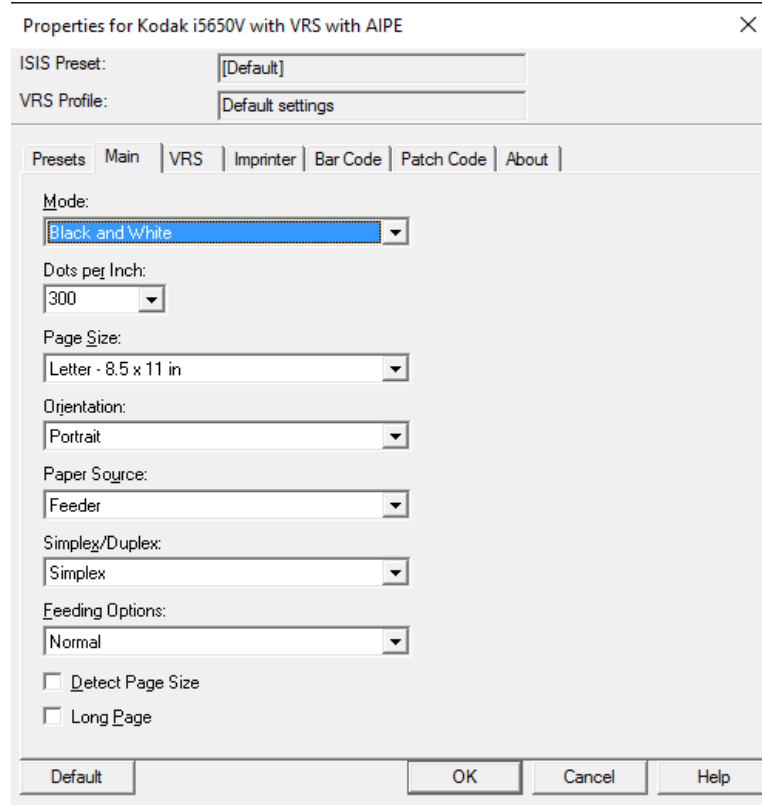 Properties for Kodak i5650V with VRS with AIPE
ISIS Preset: [Default]
VRS Profile: Default settings
Presets Main VRS Imprinter Bar Code Patch Code About
Mode:
Black and White
Dots per Inch:
300
Page Size:
Letter - 8.5 x 11 in
Orientation:
Portrait
Paper Source:
Feeder
Simplex/Duplex:
Simplex
Feeding Options:
Normal
Detect Page Size
Long Page
Default OK Cancel Help